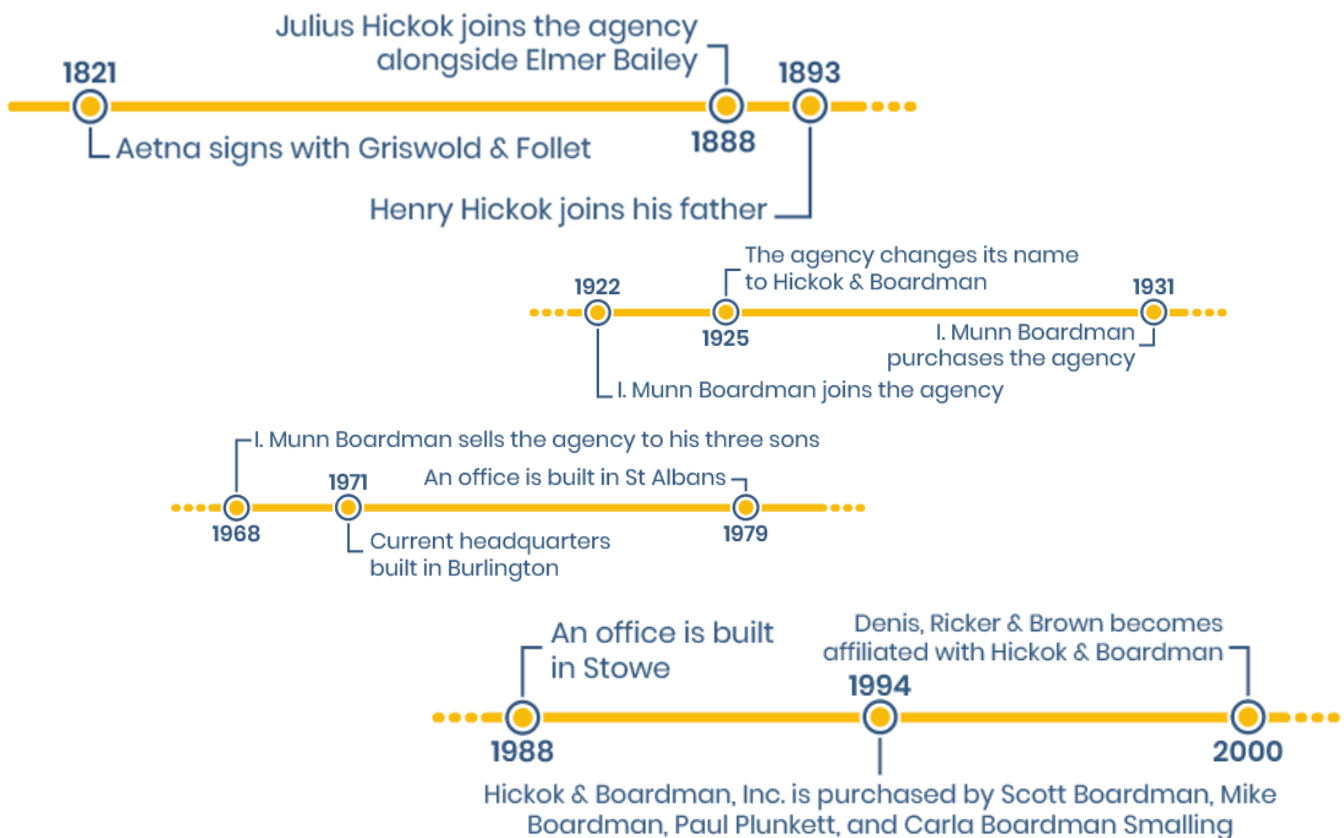 Julius Hickok joins the agency
alongside Elmer Bailey
1821
1893
1888
Aetna signs with Griswold & Follet
Henry Hickok joins his father
The agency changes its name
to Hickok & Boardman
1922
1931
1925
I. Munn Boardman
purchases the agency
I. Munn Boardman joins the agency
I. Munn Boardman sells the agency to his three sons
1971
An office is built in St Albans
1968
1979
Current headquarters
built in Burlington
An office is built
in Stowe
Denis, Ricker & Brown becomes
affiliated with Hickok & Boardman
1994
1988
2000
Hickok & Boardman, Inc. is purchased by Scott Boardman, Mike
Boardman, Paul Plunkett, and Carla Boardman Smalling